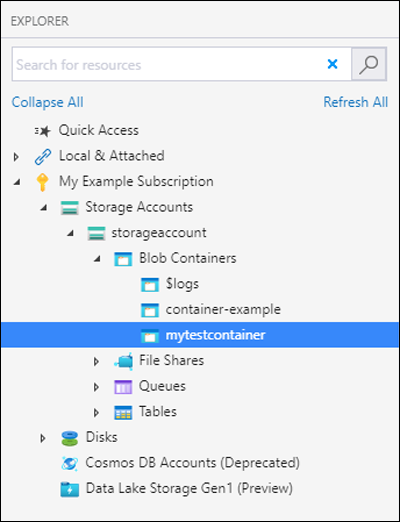 EXPLORER
Search for resources
Collapse All Refresh All
Quick Access
Local & Attached
My Example Subscription
Storage Accounts
storageaccount
Blob Containers
$logs
container-example
mytestcontainer
File Shares
Queues
Tables
Disks
Cosmos DB Accounts (Deprecated)
Data Lake Storage Gen1 (Preview)